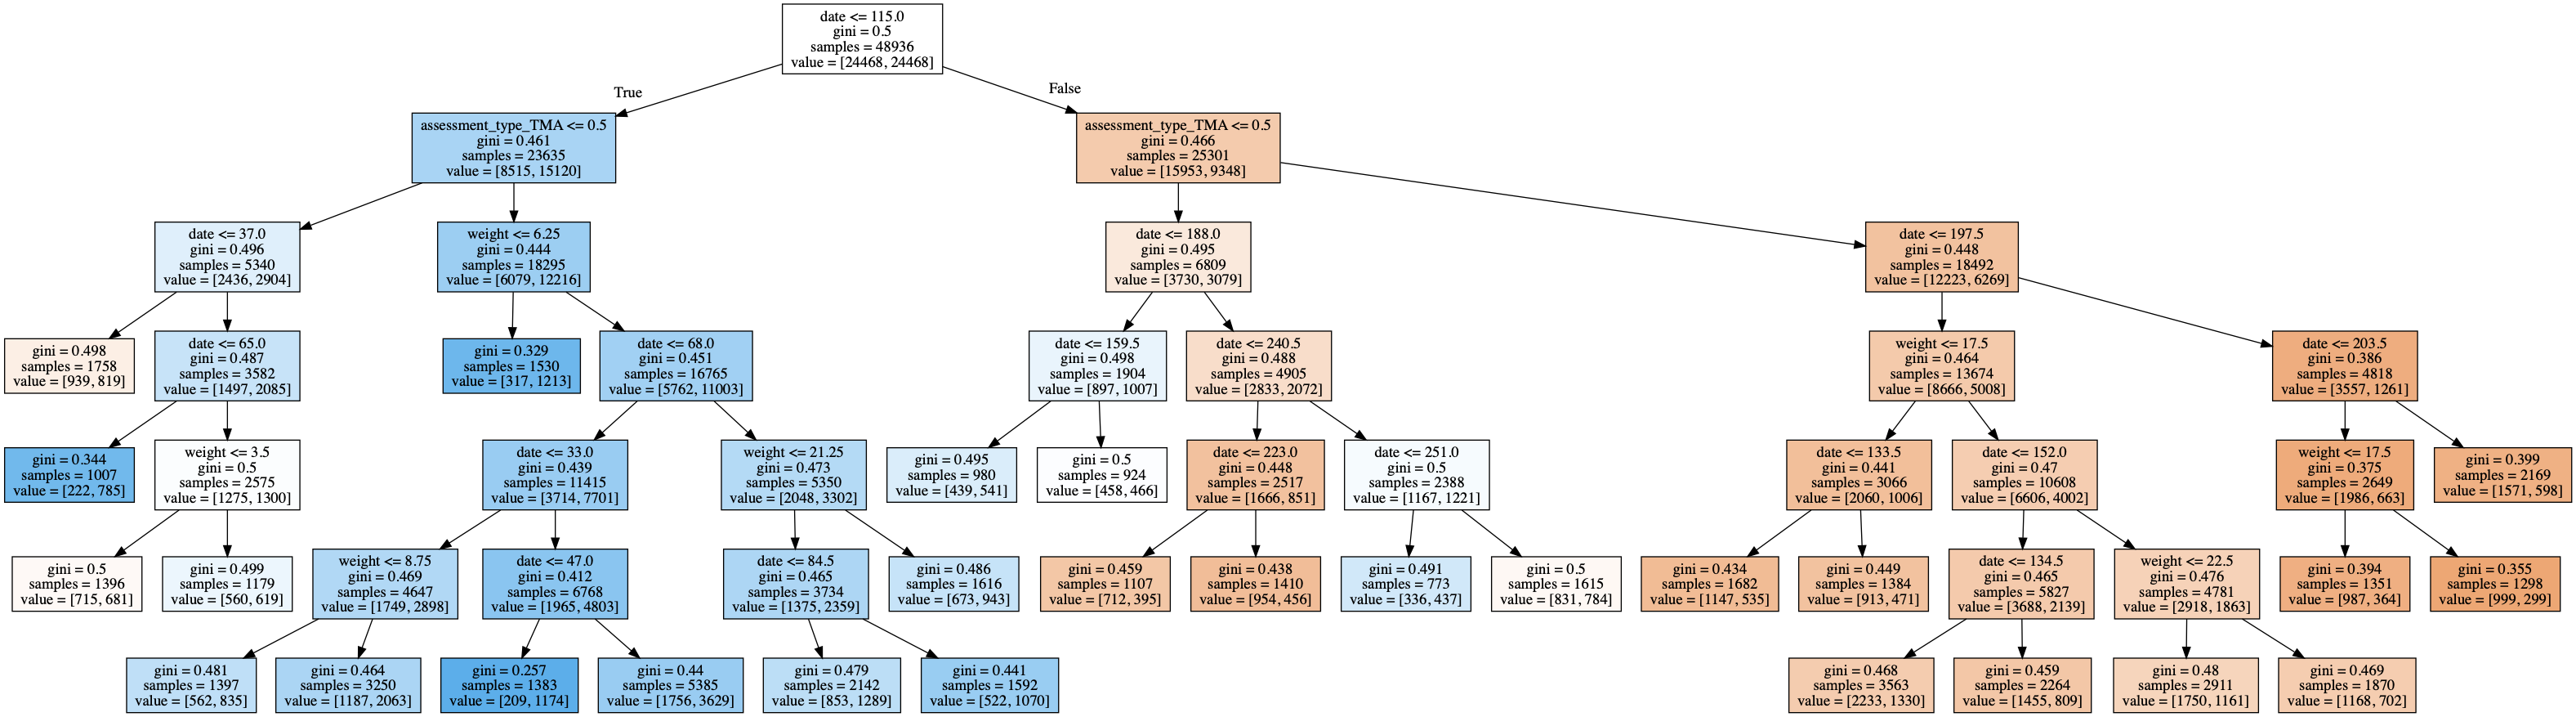 date <= 115.0
gini = 0.5
samples = 48936
value = [24468, 24468]
True
False
assessment_type_TMA <= 0.5
gini = 0.461
samples = 23635
value = [8515, 15120]
assessment_type_TMA <= 0.5
gini = 0.466
samples = 25301
value = [15953, 9348]
date <= 37.0
gini = 0.496
samples = 5340
value = [2436, 2904]
weight <= 6.25
gini = 0.444
samples = 18295
value = [6079, 12216]
date <= 188.0
gini = 0.495
samples = 6809
value = [3730, 3079]
date <= 197.5
gini = 0.448
samples = 18492
value = [12223, 6269]
gini = 0.498
samples = 1758
value = [939, 819]
date <= 65.0
gini = 0.487
samples = 3582
value = [1497, 2085]
gini = 0.329
samples = 1530
value = [317, 1213]
date <= 68.0
gini = 0.451
samples = 16765
value = [5762, 11003]
date <= 159.5
gini = 0.498
samples = 1904
value = [897, 1007]
date <= 240.5
gini = 0.488
samples = 4905
value = [2833, 2072]
weight <= 17.5
gini = 0.464
samples = 13674
value = [8666, 5008]
date <= 203.5
gini = 0.386
samples = 4818
value = [3557, 1261]
gini = 0.344
samples = 1007
value = [222, 785]
weight <= 3.5
gini = 0.5
samples = 2575
value = [1275, 1300]
date <= 33.0
gini = 0.439
samples = 11415
value = [3714, 7701]
weight <= 21.25
gini = 0.473
samples = 5350
value = [2048, 3302]
gini = 0.495
samples = 980
value = [439, 541]
gini = 0.5
samples = 924
value = [458, 466]
date <= 223.0
gini = 0.448
samples = 2517
value = [1666, 851]
date <= 251.0
gini = 0.5
samples = 2388
value = [1167, 1221]
date <= 133.5
gini = 0.441
samples = 3066
value = [2060, 1006]
date <= 152.0
gini = 0.47
samples = 10608
value = [6606, 4002]
weight <= 17.5
gini = 0.375
samples = 2649
value = [1986, 663]
gini = 0.399
samples = 2169
value = [1571, 598]
gini = 0.5
samples = 1396
value = [715, 681]
gini = 0.499
samples = 1179
value = [560, 619]
weight <= 8.75
gini = 0.469
samples = 4647
value = [1749, 2898]
date <= 47.0
gini = 0.412
samples = 6768
value = [1965, 4803]
date <= 84.5
gini = 0.465
samples = 3734
value = [1375, 2359]
gini = 0.486
samples = 1616
value = [673, 943]
gini = 0.459
samples = 1107
value = [712, 395]
gini = 0.438
samples = 1410
value = [954, 456]
gini = 0.491
samples = 773
value = [336, 437]
gini = 0.5
samples = 1615
value = [831, 784]
gini = 0.434
samples = 1682
value = [1147, 535]
gini = 0.449
samples = 1384
value = [913, 471]
date <= 134.5
gini = 0.465
samples = 5827
value = [3688, 2139]
weight <= 22.5
gini = 0.476
samples = 4781
value = [2918, 1863]
gini = 0.394
samples = 1351
value = [987, 364]
gini = 0.355
samples = 1298
value = [999, 299]
gini = 0.481
samples = 1397
value = [562, 835]
gini = 0.464
samples = 3250
value = [1187, 2063]
gini = 0.257
samples = 1383
value = [209, 1174]
gini = 0.44
samples = 5385
value = [1756, 3629]
gini = 0.479
samples = 2142
value = [853, 1289]
gini = 0.441
samples = 1592
value = [522, 1070]
gini = 0.468
samples = 3563
value = [2233, 1330]
gini = 0.459
samples = 2264
value = [1455, 809]
gini = 0.48
samples = 2911
value = [1750, 1161]
gini = 0.469
samples = 1870
value = [1168, 702]